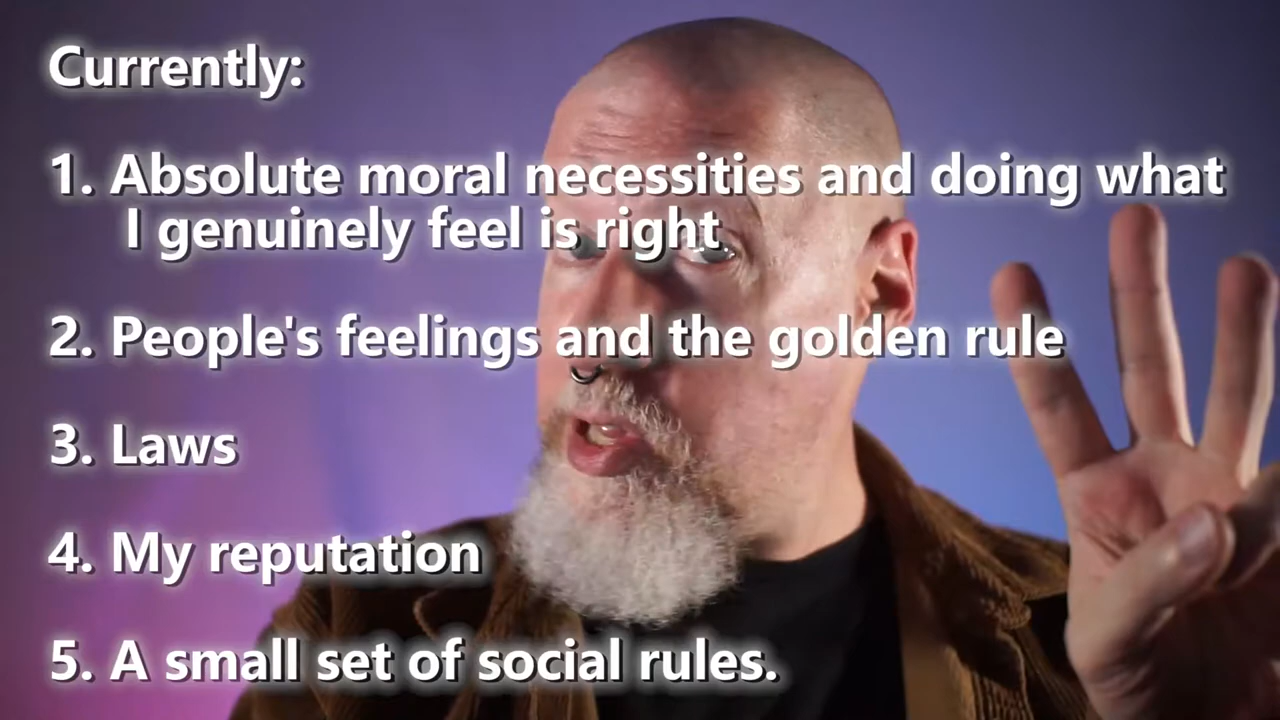 Currently:
1. Absolute moral necessities and doing what
I genuinely feel is right.
2. People's feelings and the golden rule
3. Laws
4. My reputation
5. A small set of social rules.